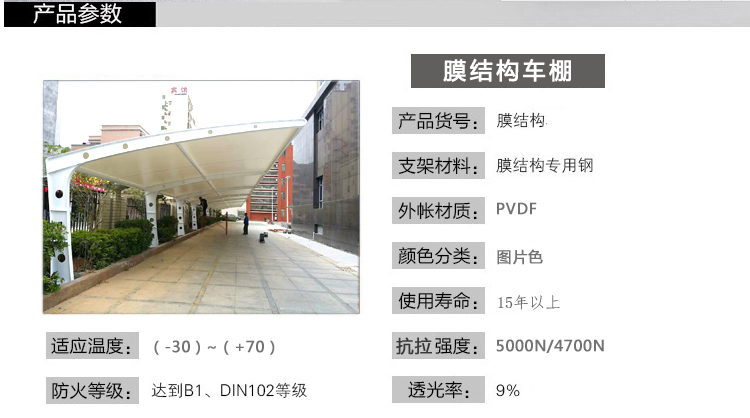 产品参数
膜结构车棚
宾馆
产品货号： 膜结构
支架材料： 膜结构专用钢
外帐材质： PVDF
颜色分类： 图片色
使用寿命： 15年以上
适应温度： （-30）~（+70）
抗拉强度： 5000N/4700N
防火等级： 达到B1、DIN102等级
透光率： 9%